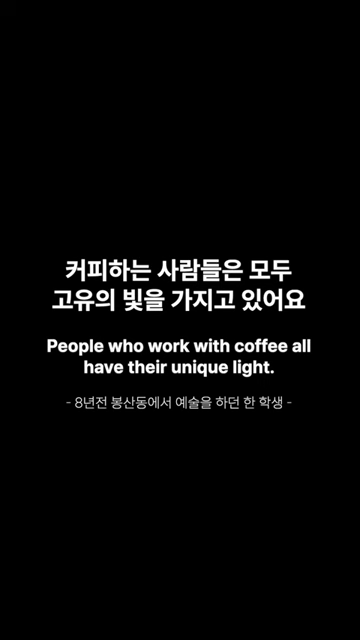 커피하는 사람들은 모두
고유의 빛을 가지고 있어요
People who work with coffee all
have their unique light.
- 8년전 봉산동에서 예술을 하던 한 학생 -